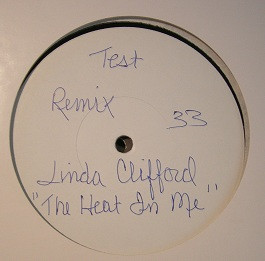 Test
Remix 33
Linda Clifford
"The Heat In Me"